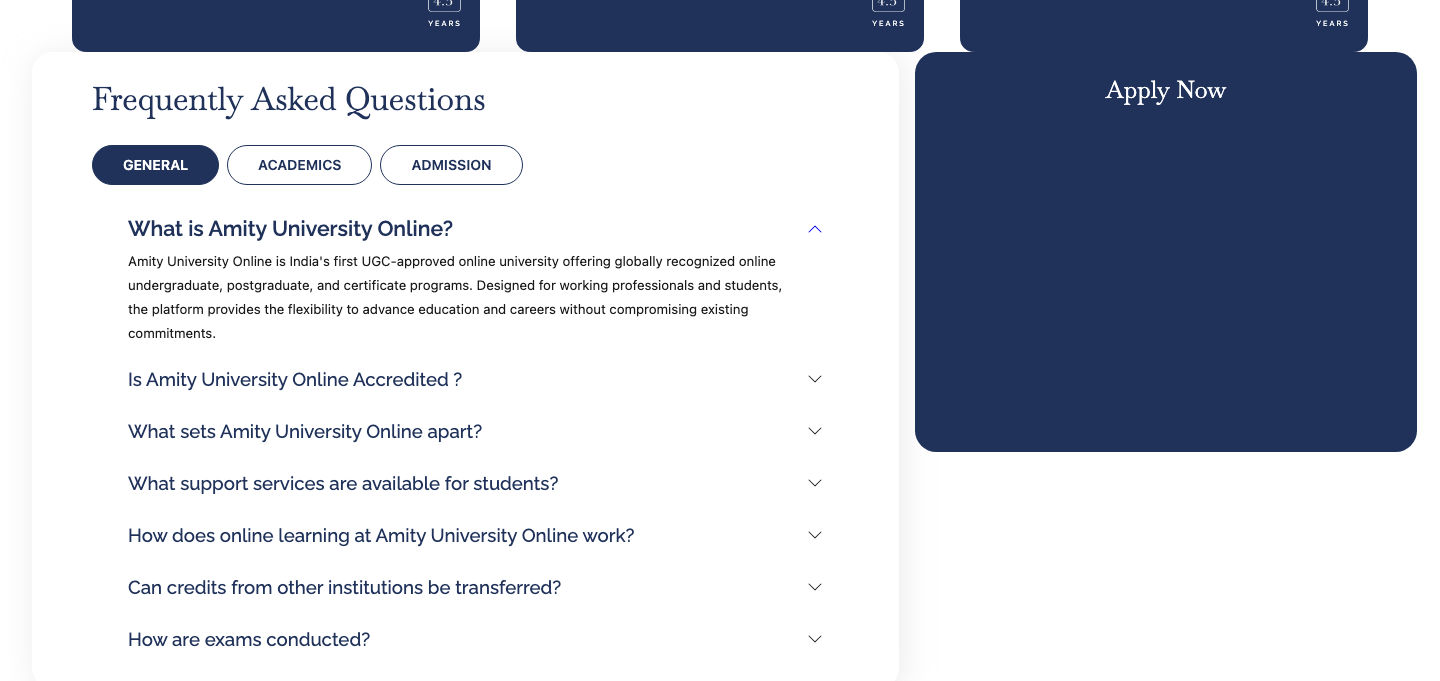 4.5
YEARS
4.5
YEARS
4.5
YEARS
Frequently Asked Questions
GENERAL
ACADEMICS
ADMISSION
What is Amity University Online?
Amity University Online is India's first UGC-approved online university offering globally recognized online
undergraduate, postgraduate, and certificate programs. Designed for working professionals and students,
the platform provides the flexibility to advance education and careers without compromising existing
commitments.
Is Amity University Online Accredited ?
What sets Amity University Online apart?
What support services are available for students?
How does online learning at Amity University Online work?
Can credits from other institutions be transferred?
How are exams conducted?
Apply Now